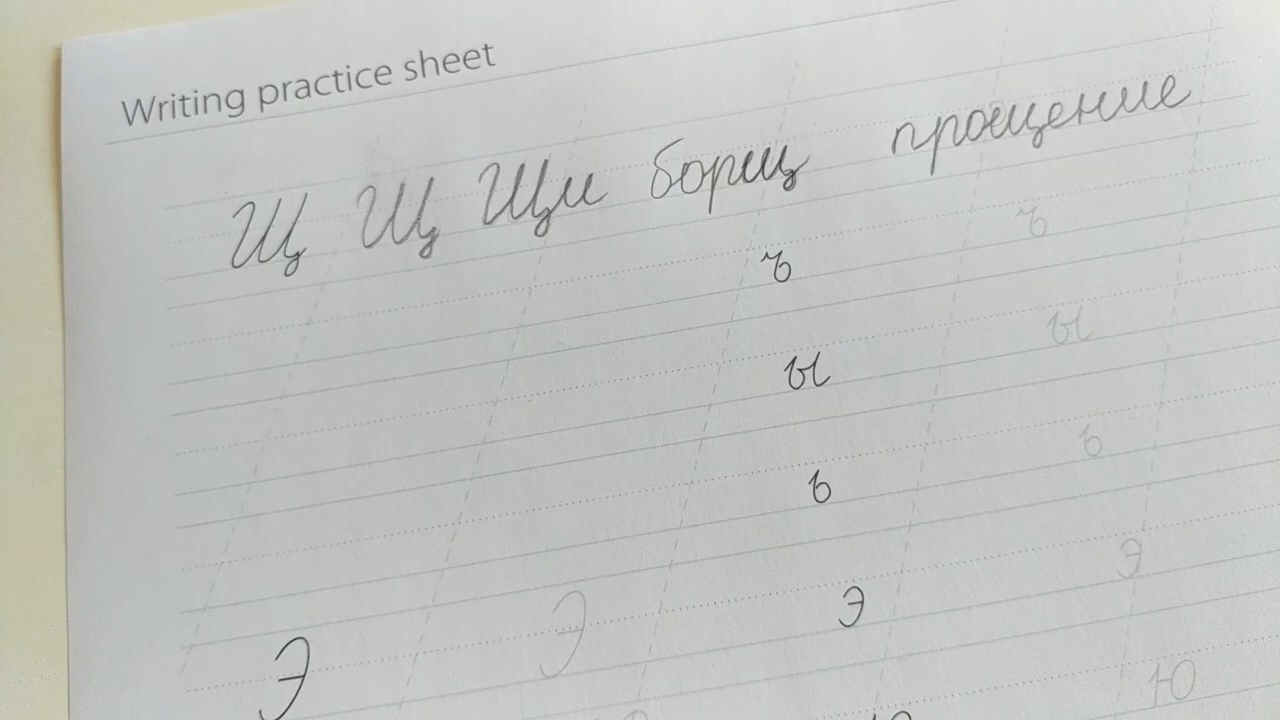 Writing practice sheet
Щ Щ Щи борщ прощение
ъ ъ
ы ы
ь ь
Э Э э э
ю